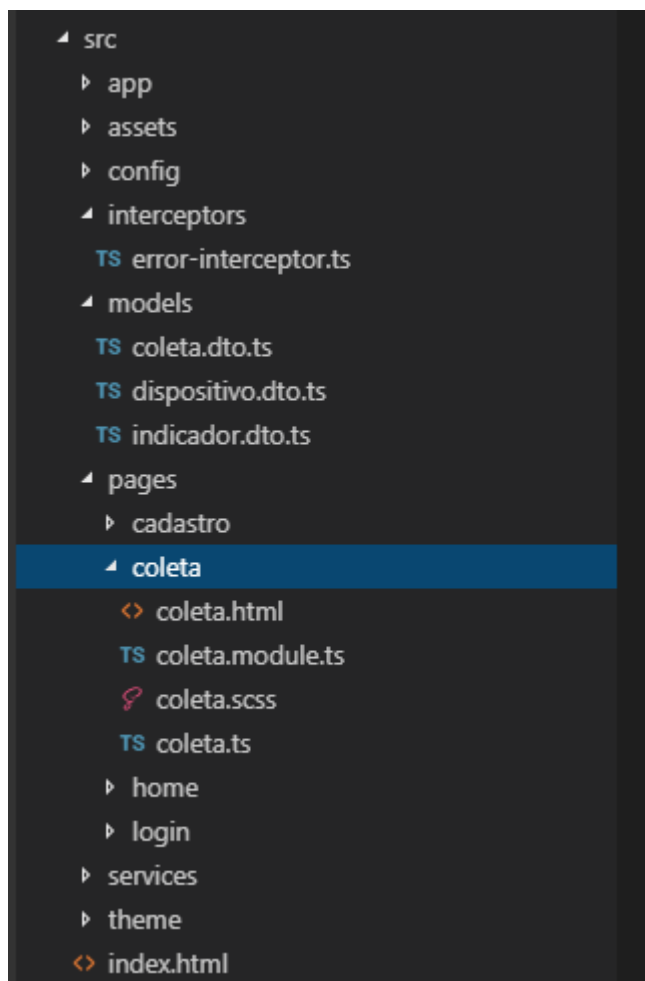 src
app
assets
config
interceptors
TS error-interceptor.ts
models
TS coleta.dto.ts
TS dispositivo.dto.ts
TS indicador.dto.ts
pages
cadastro
coleta
<> coleta.html
TS coleta.module.ts
coleta.scss
TS coleta.ts
home
login
services
theme
<> index.html